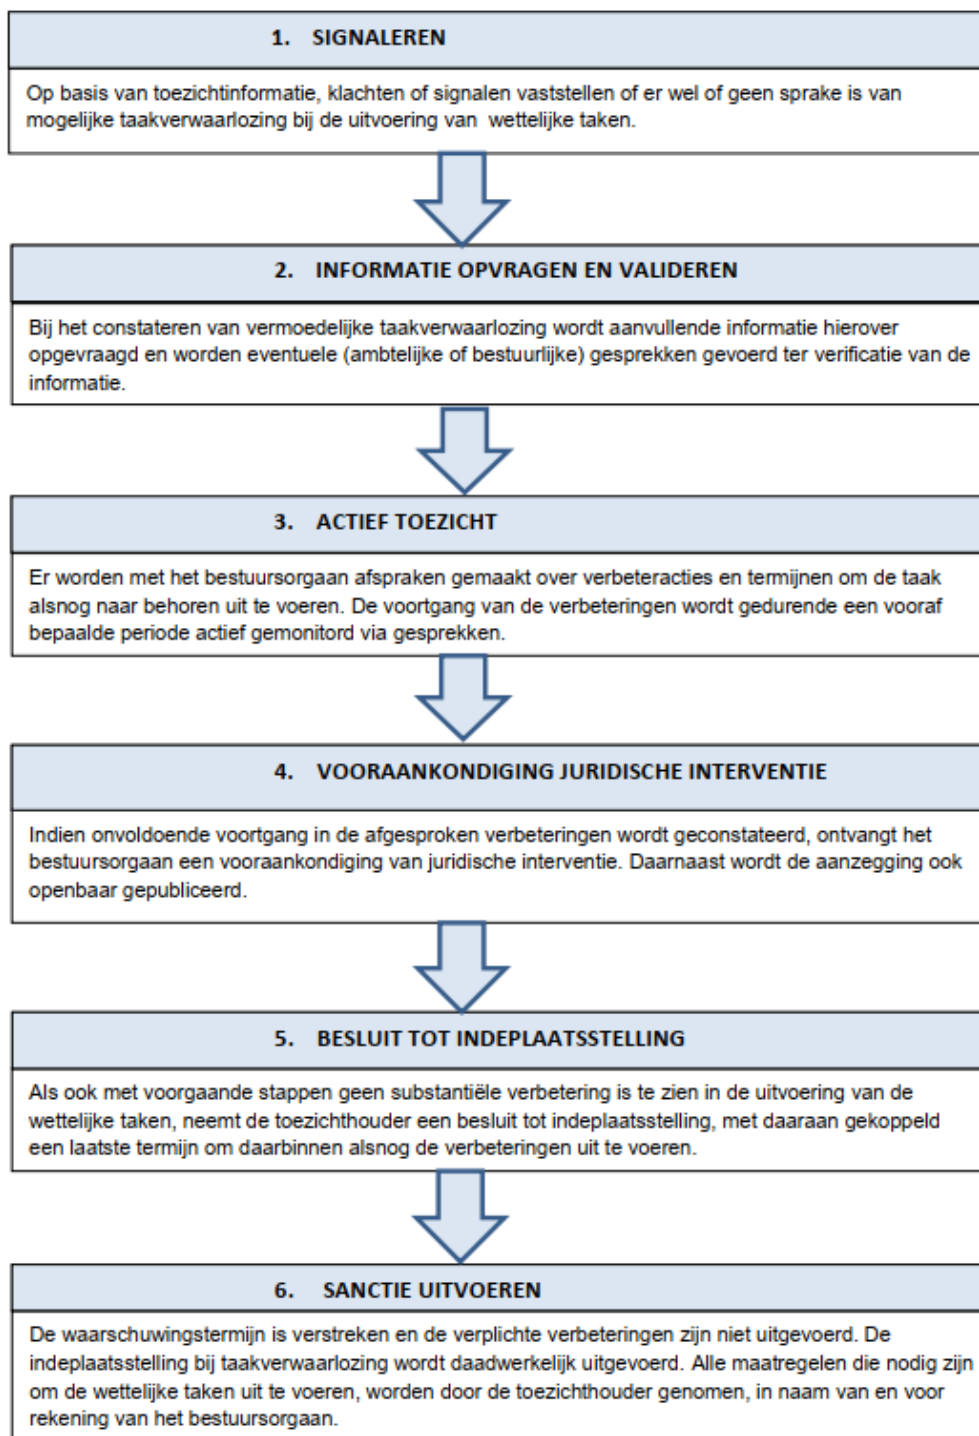 1. SIGNALEREN
Op basis van toezichtinformatie, klachten of signalen vaststellen of er wel of geen sprake is van
mogelijke taakverwaarlozing bij de uitvoering van wettelijke taken.
2. INFORMATIE OPVRAGEN EN VALIDEREN
Bij het constateren van vermoedelijke taakverwaarlozing wordt aanvullende informatie hierover
opgevraagd en worden eventuele (ambtelijke of bestuurlijke) gesprekken gevoerd ter verificatie van de
informatie.
3. ACTIEF TOEZICHT
Er worden met het bestuursorgaan afspraken gemaakt over verbeteracties en termijnen om de taak
alsnog naar behoren uit te voeren. De voortgang van de verbeteringen wordt gedurende een vooraf
bepaalde periode actief gemonitord via gesprekken.
4. VOORAANKONDIGING JURIDISCHE INTERVENTIE
Indien onvoldoende voortgang in de afgesproken verbeteringen wordt geconstateerd, ontvangt het
bestuursorgaan een vooraankondiging van juridische interventie. Daarnaast wordt de aanzegging ook
openbaar gepubliceerd.
5. BESLUIT TOT INDEPLAATSSTELLING
Als ook met voorgaande stappen geen substantiële verbetering is te zien in de uitvoering van de
wettelijke taken, neemt de toezichthouder een besluit tot indeplaatsstelling, met daaraan gekoppeld
een laatste termijn om daarbinnen alsnog de verbeteringen uit te voeren.
6. SANCTIE UITVOEREN
De waarschuwingstermijn is verstreken en de verplichte verbeteringen zijn niet uitgevoerd. De
indeplaatsstelling bij taakverwaarlozing wordt daadwerkelijk uitgevoerd. Alle maatregelen die nodig zijn
om de wettelijke taken uit te voeren, worden door de toezichthouder genomen, in naam van en voor
rekening van het bestuursorgaan.